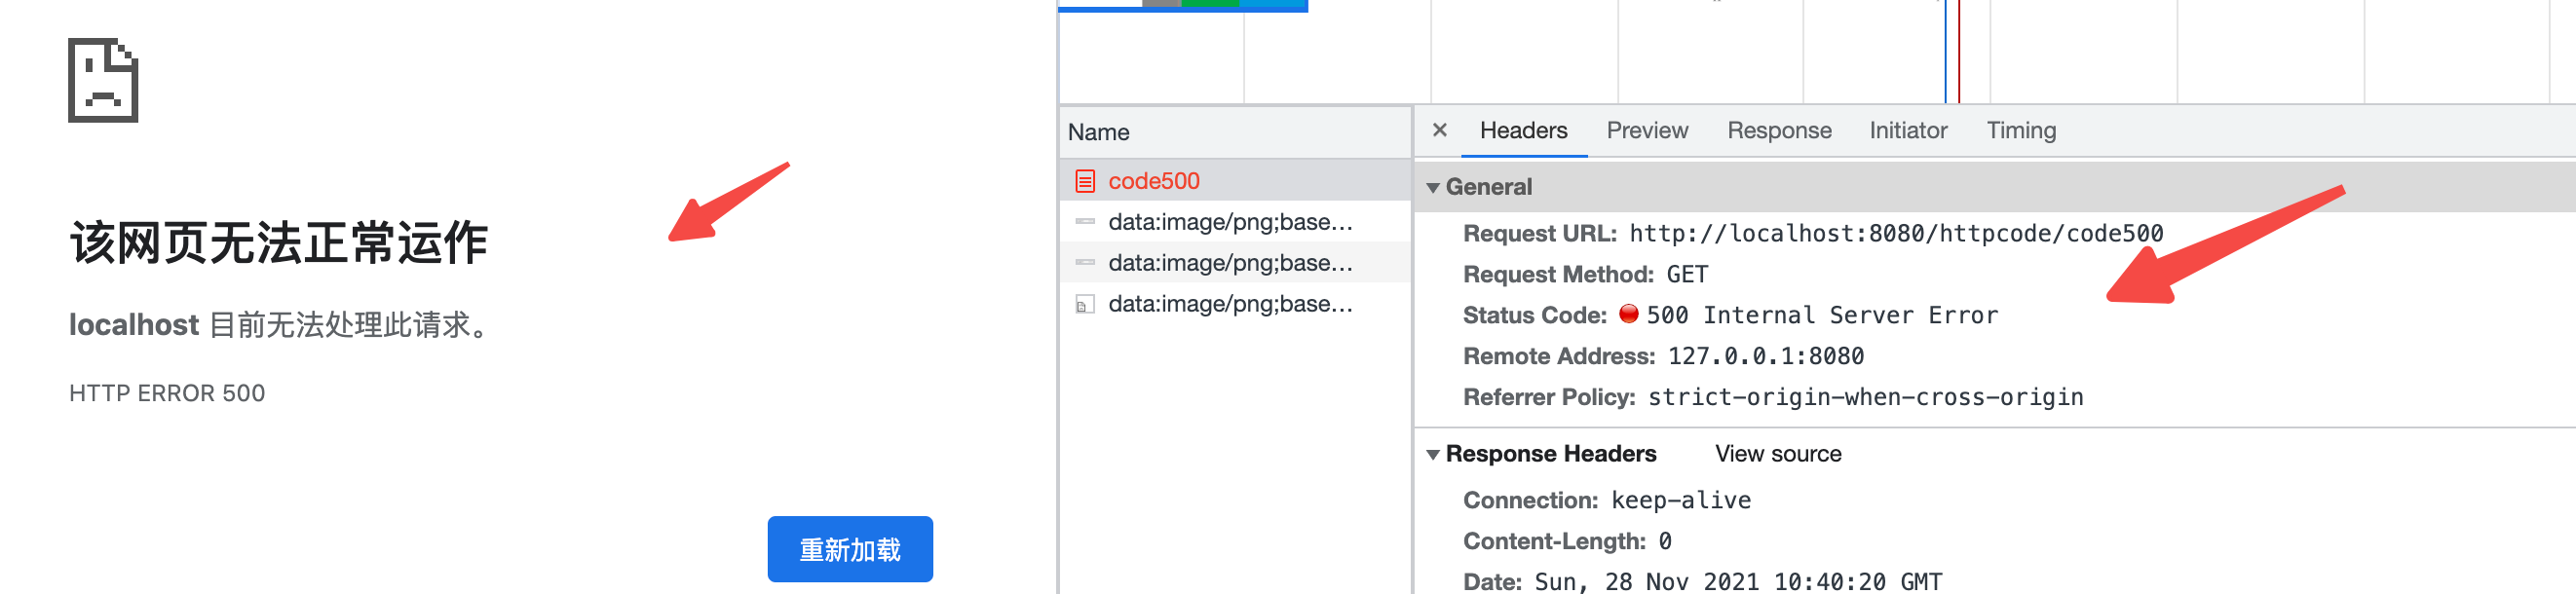 该网页无法正常运作
localhost 目前无法处理此请求。
HTTP ERROR 500
重新加载
Name
code500
data:image/png;base...
data:image/png;base...
data:image/png;base...
× Headers Preview Response Initiator Timing
▼ General
Request URL: http://localhost:8080/httpcode/code500
Request Method: GET
Status Code: 500 Internal Server Error
Remote Address: 127.0.0.1:8080
Referrer Policy: strict-origin-when-cross-origin
▼ Response Headers View source
Connection: keep-alive
Content-Length: 0
Date: Sun, 28 Nov 2021 10:40:20 GMT